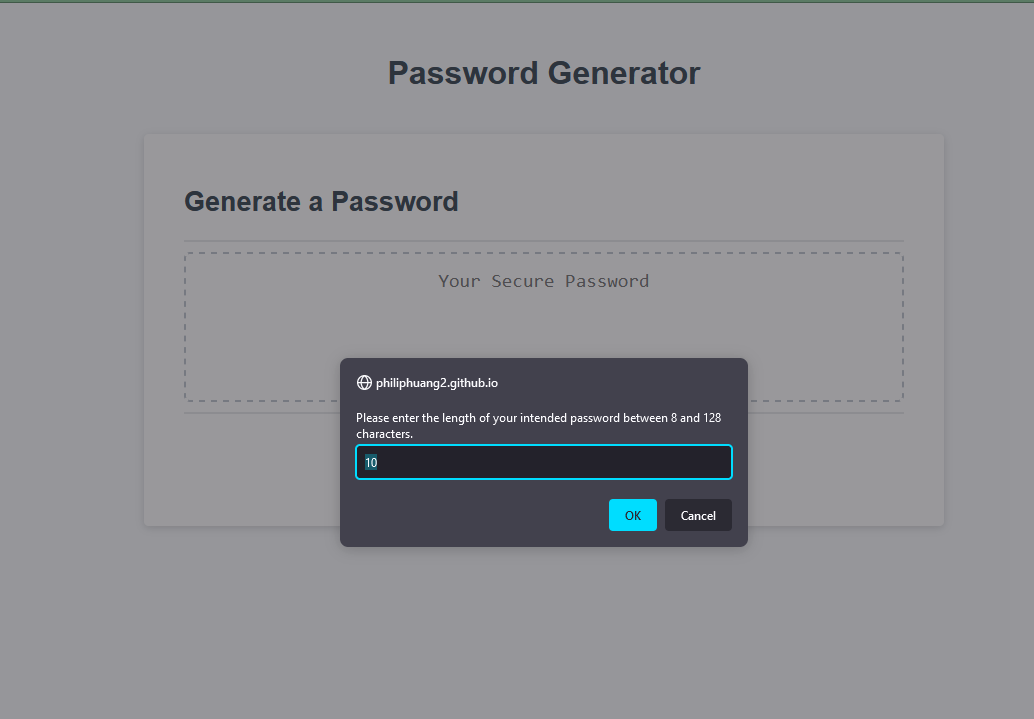 Password Generator
Generate a Password
Your Secure Password
philiphuang2.github.io
Please enter the length of your intended password between 8 and 128
characters.
10
OK
Cancel